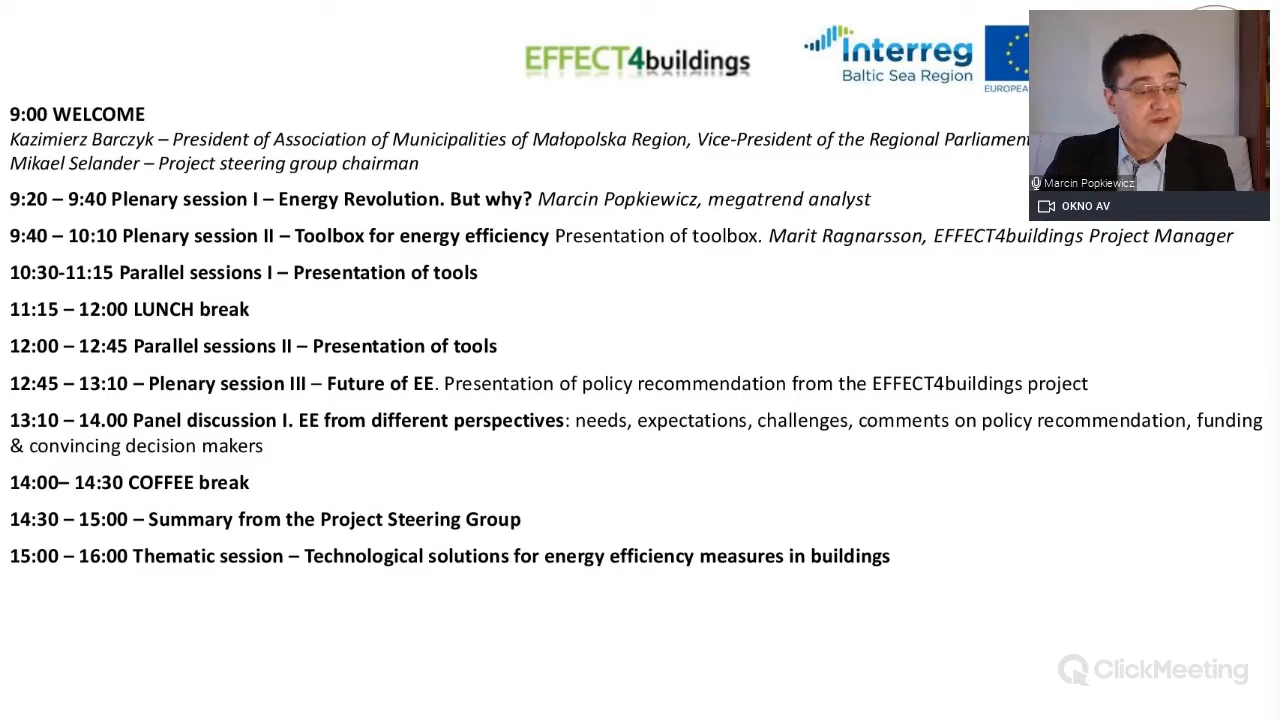 EFFECT4buildings
Interreg
Baltic Sea Region
EUROPEA
9:00 WELCOME
Kazimierz Barczyk – President of Association of Municipalities of Małopolska Region, Vice-President of the Regional Parliament
Mikael Selander – Project steering group chairman
9:20 – 9:40 Plenary session I – Energy Revolution. But why? Marcin Popkiewicz, megatrend analyst
9:40 – 10:10 Plenary session II – Toolbox for energy efficiency Presentation of toolbox. Marit Ragnarsson, EFFECT4buildings Project Manager
10:30-11:15 Parallel sessions I – Presentation of tools
11:15 – 12:00 LUNCH break
12:00 – 12:45 Parallel sessions II – Presentation of tools
12:45 – 13:10 – Plenary session III – Future of EE. Presentation of policy recommendation from the EFFECT4buildings project
13:10 – 14.00 Panel discussion I. EE from different perspectives: needs, expectations, challenges, comments on policy recommendation, funding
& convincing decision makers
14:00– 14:30 COFFEE break
14:30 – 15:00 – Summary from the Project Steering Group
15:00 – 16:00 Thematic session – Technological solutions for energy efficiency measures in buildings
Marcin Popkiewicz
OKNO AV
ClickMeeting